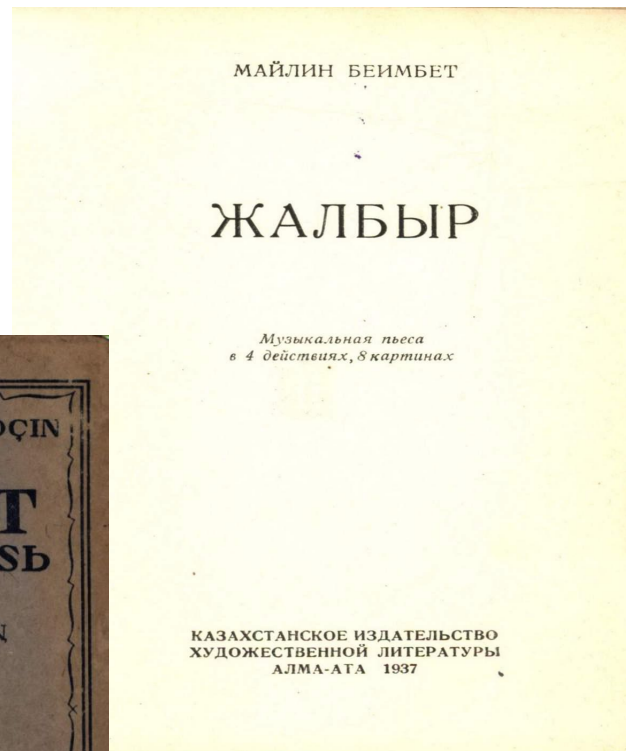 МАЙЛИН БЕИМБЕТ
ЖАЛБЫР
Музыкальная пьеса
в 4 действиях, 8 картинах
КАЗАХСТАНСКОЕ ИЗДАТЕЛЬСТВО
ХУДОЖЕСТВЕННОЙ ЛИТЕРАТУРЫ
АЛМА-АТА 1937